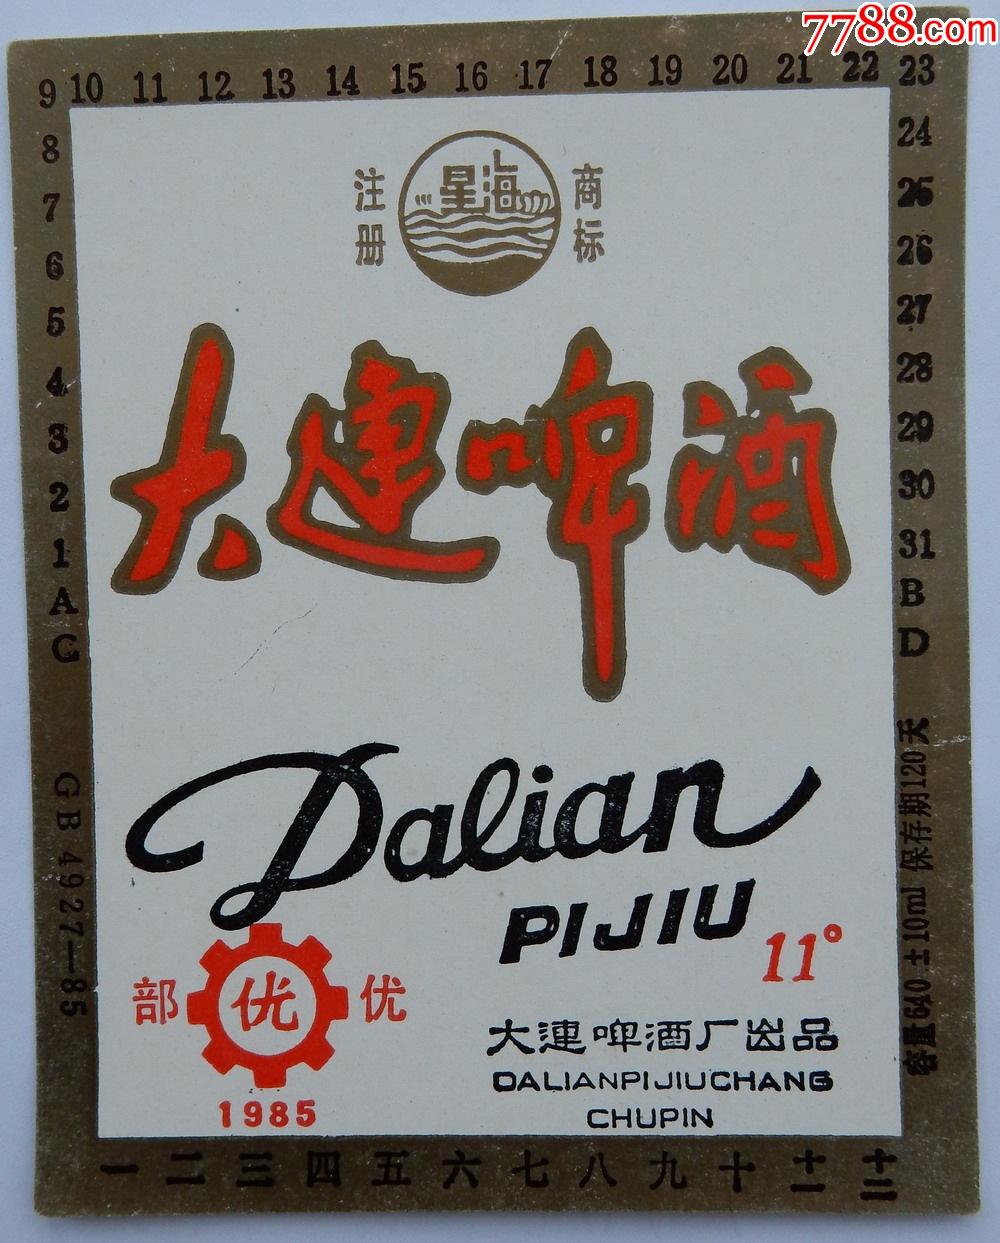 7788.com
9 10 11 12 13 14 15 16 17 18 19 20 21 22 23
8
7
6
5
4
3
2
1
A
C
GB 4927—85
24
25
26
27
28
29
30
31
B
D
容量640±10ml 保存期120天
注册
星海
商标
大連啤酒
Dalian
PIJIU
11°
部 优 优
1985
大連啤酒厂出品
DALIANPIJIUCHANG
CHUPIN
一 二 三 四 五 六 七 八 九 十 十一 十二